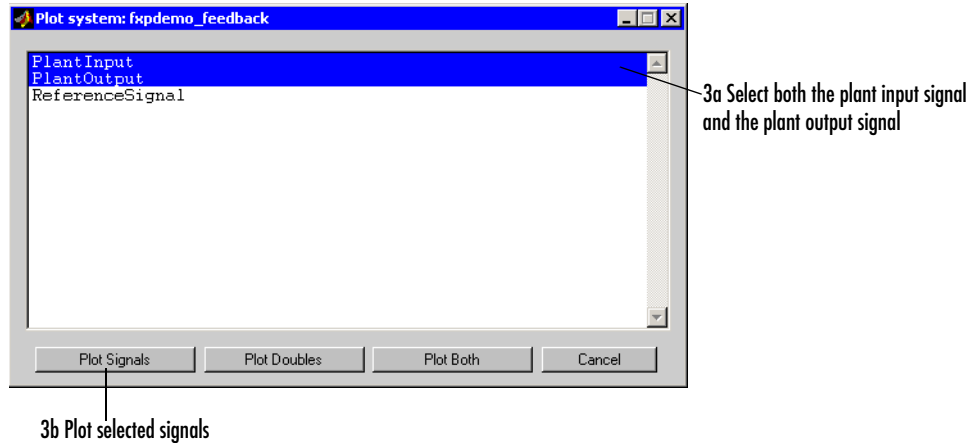 Plot system: fxpdemo_feedback
PlantInput
PlantOutput
ReferenceSignal
3a Select both the plant input signal
and the plant output signal
Plot Signals
Plot Doubles
Plot Both
Cancel
3b Plot selected signals